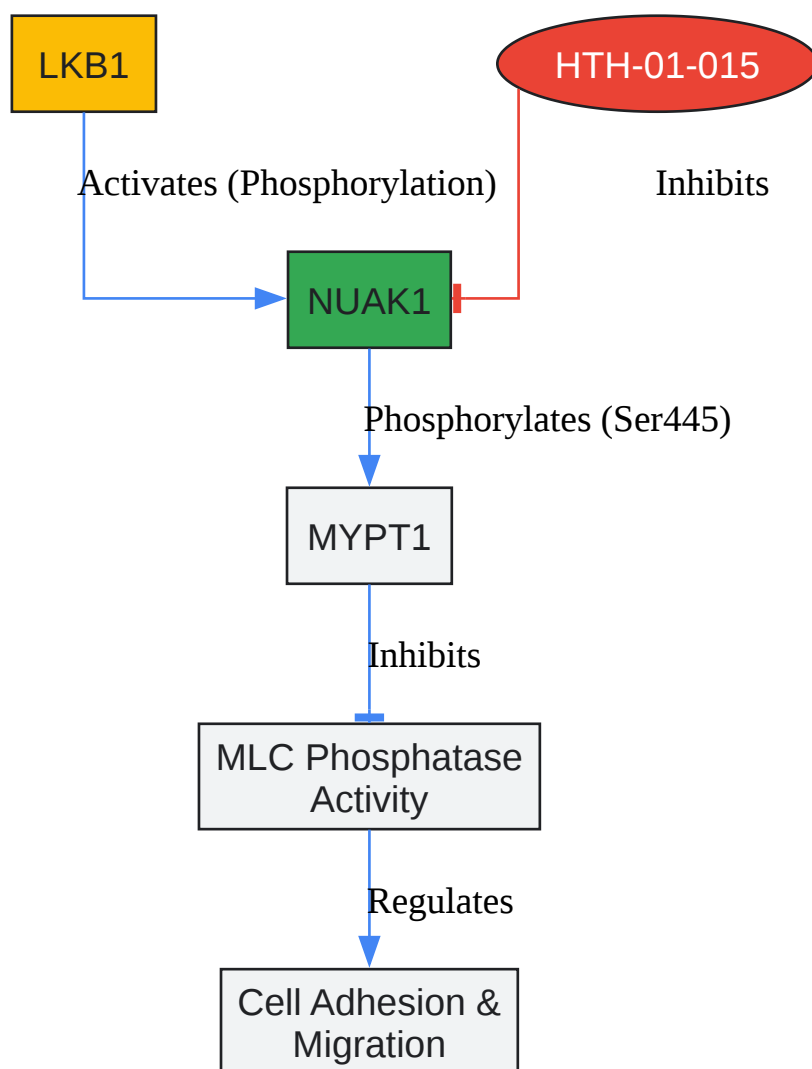 LKB1
HTH-01-015
Activates (Phosphorylation)
Inhibits
NUAK1
Phosphorylates (Ser445)
MYPT1
Inhibits
MLC Phosphatase
Activity
Regulates
Cell Adhesion &
Migration